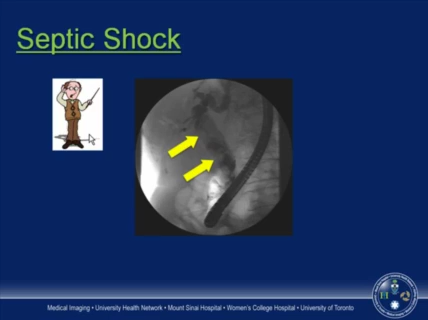 Septic Shock
Medical Imaging • University Health Network • Mount Sinai Hospital • Women's College Hospital • University of Toronto